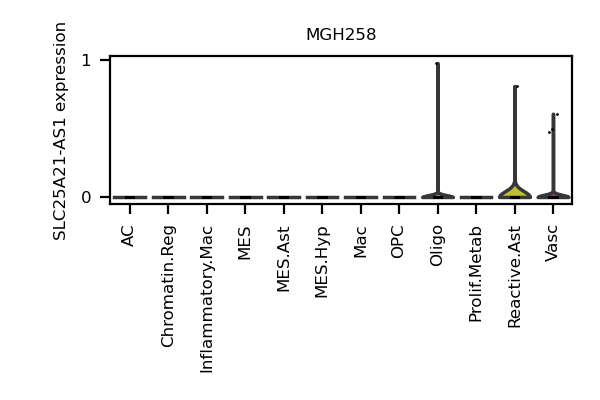 MGH258
SLC25A21-AS1 expression
1
0
AC
Chromatin.Reg
Inflammatory.Mac
MES
MES.Ast
MES.Hyp
Mac
OPC
Oligo
Prolif.Metab
Reactive.Ast
Vasc